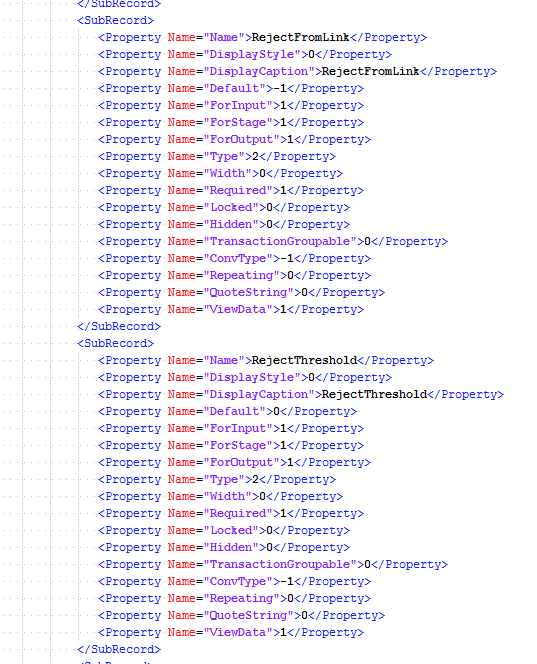 </SubRecord>
<SubRecord>
<Property Name="Name">RejectFromLink</Property>
<Property Name="DisplayStyle">0</Property>
<Property Name="DisplayCaption">RejectFromLink</Property>
<Property Name="Default">-1</Property>
<Property Name="ForInput">1</Property>
<Property Name="ForStage">1</Property>
<Property Name="ForOutput">1</Property>
<Property Name="Type">2</Property>
<Property Name="Width">0</Property>
<Property Name="Required">1</Property>
<Property Name="Locked">0</Property>
<Property Name="Hidden">0</Property>
<Property Name="TransactionGroupable">0</Property>
<Property Name="ConvType">-1</Property>
<Property Name="Repeating">0</Property>
<Property Name="QuoteString">0</Property>
<Property Name="ViewData">1</Property>
</SubRecord>
<SubRecord>
<Property Name="Name">RejectThreshold</Property>
<Property Name="DisplayStyle">0</Property>
<Property Name="DisplayCaption">RejectThreshold</Property>
<Property Name="Default">0</Property>
<Property Name="ForInput">1</Property>
<Property Name="ForStage">1</Property>
<Property Name="ForOutput">1</Property>
<Property Name="Type">2</Property>
<Property Name="Width">0</Property>
<Property Name="Required">1</Property>
<Property Name="Locked">0</Property>
<Property Name="Hidden">0</Property>
<Property Name="TransactionGroupable">0</Property>
<Property Name="ConvType">-1</Property>
<Property Name="Repeating">0</Property>
<Property Name="QuoteString">0</Property>
<Property Name="ViewData">1</Property>
</SubRecord>